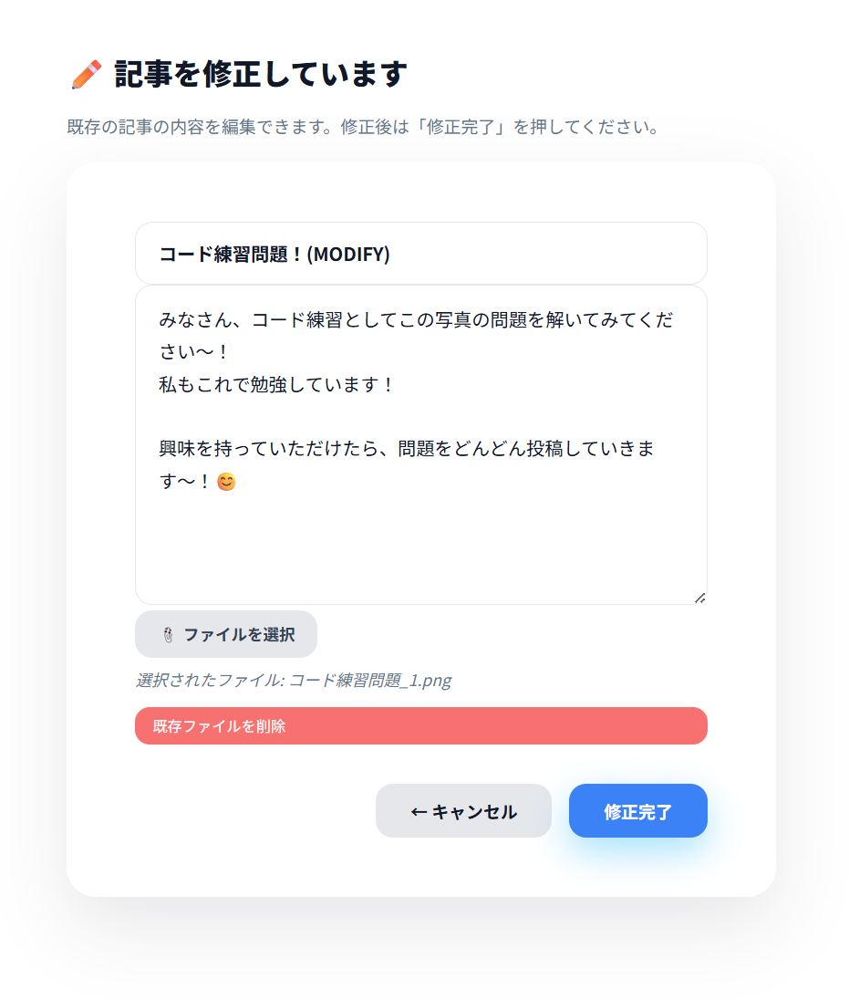 ✏️ 記事を修正しています
既存の記事の内容を編集できます。修正後は「修正完了」を押してください。
コード練習問題！(MODIFY)
みなさん、コード練習としてこの写真の問題を解いてみてくだ
さい～！
私もこれで勉強しています！
興味を持っていただけたら、問題をどんどん投稿していきま
す～！😊
📎 ファイルを選択
選択されたファイル: コード練習問題_1.png
既存ファイルを削除
← キャンセル
修正完了